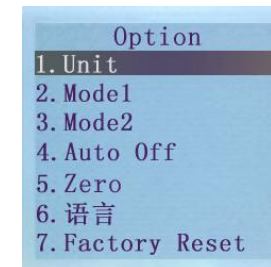 Option
1.Unit
2.Mode1
3.Mode2
4.Auto Off
5.Zero
6.语言
7.Factory Reset